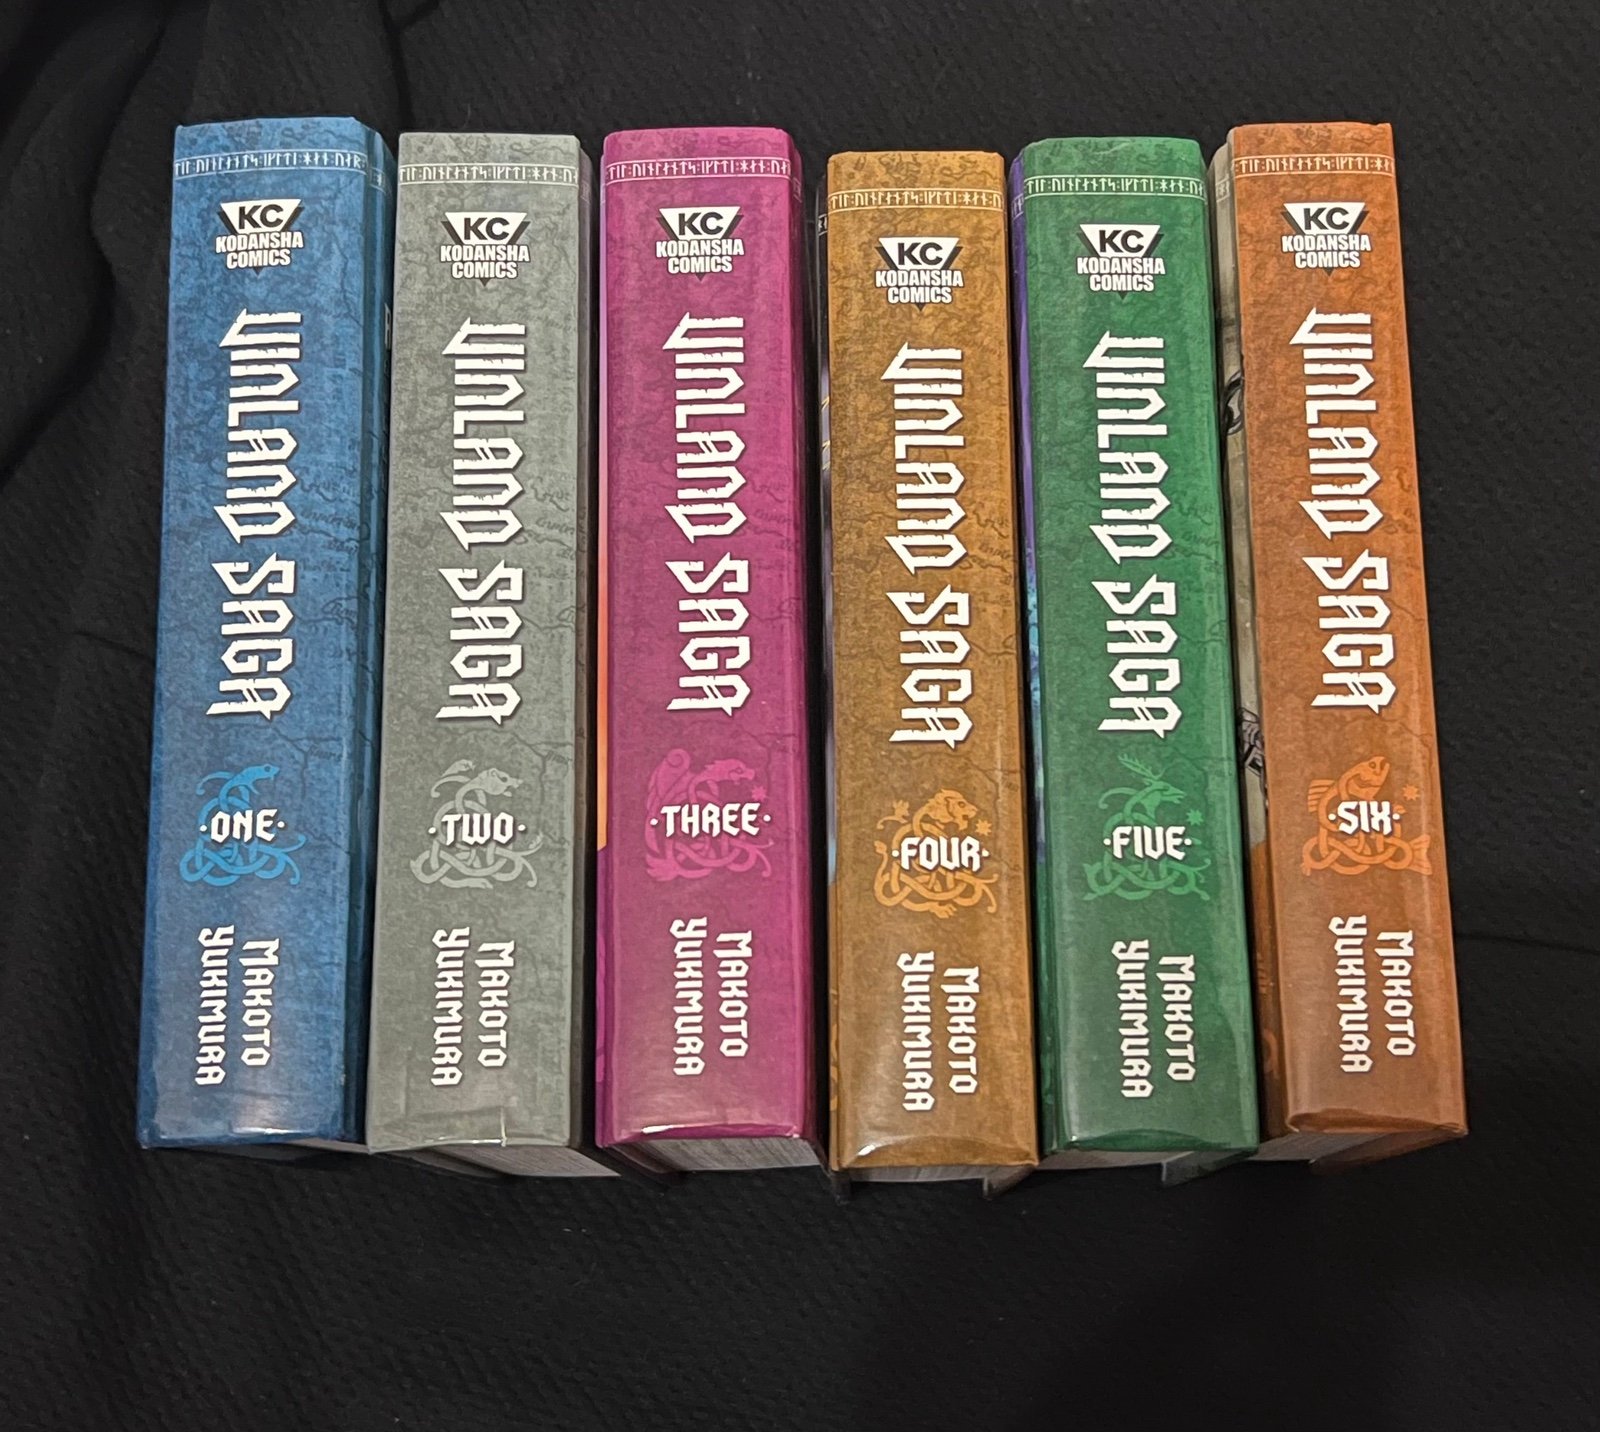 KC
KODANSHA
COMICS
VINLAND SAGA
·ONE·
MAKOTO
YUKIMURA
KC
KODANSHA
COMICS
VINLAND SAGA
·TWO·
MAKOTO
YUKIMURA
KC
KODANSHA
COMICS
VINLAND SAGA
·THREE·
MAKOTO
YUKIMURA
KC
KODANSHA
COMICS
VINLAND SAGA
·FOUR·
MAKOTO
YUKIMURA
KC
KODANSHA
COMICS
VINLAND SAGA
·FIVE·
MAKOTO
YUKIMURA
KC
KODANSHA
COMICS
VINLAND SAGA
·SIX·
MAKOTO
YUKIMURA